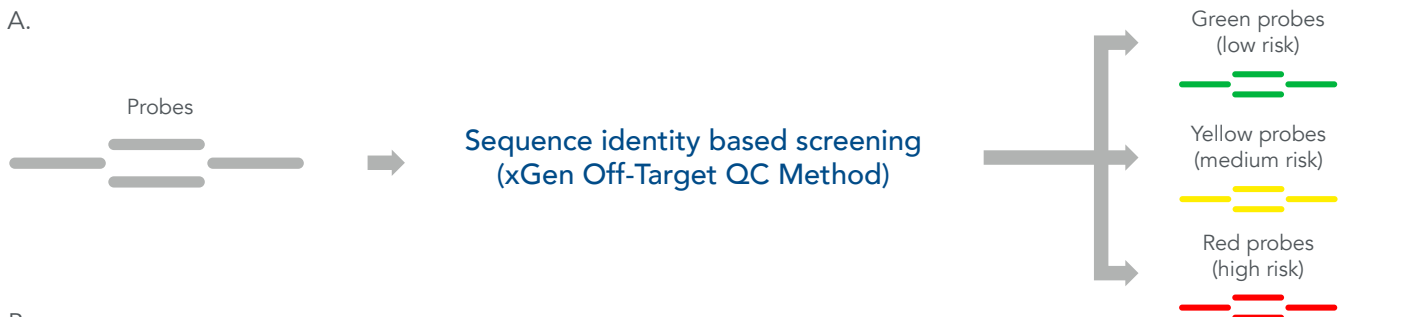 A.
Probes
Sequence identity based screening
(xGen Off-Target QC Method)
Green probes
(low risk)
Yellow probes
(medium risk)
Red probes
(high risk)